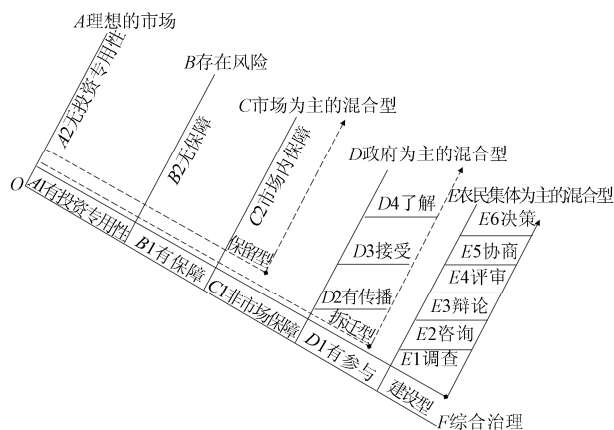 A理想的市场
A2无投资专用性
B存在风险
B2无保障
C市场为主的混合型
C2市场内保障
D政府为主的混合型
D4了解
D3接受
D2有传播
E农民集体为主的混合型
E6决策
E5协商
E4评审
E3辩论
E2咨询
E1调查
O
A1有投资专用性
B1有保障
保留型
C1非市场保障
拆迁型
D1有参与
建设型
F综合治理